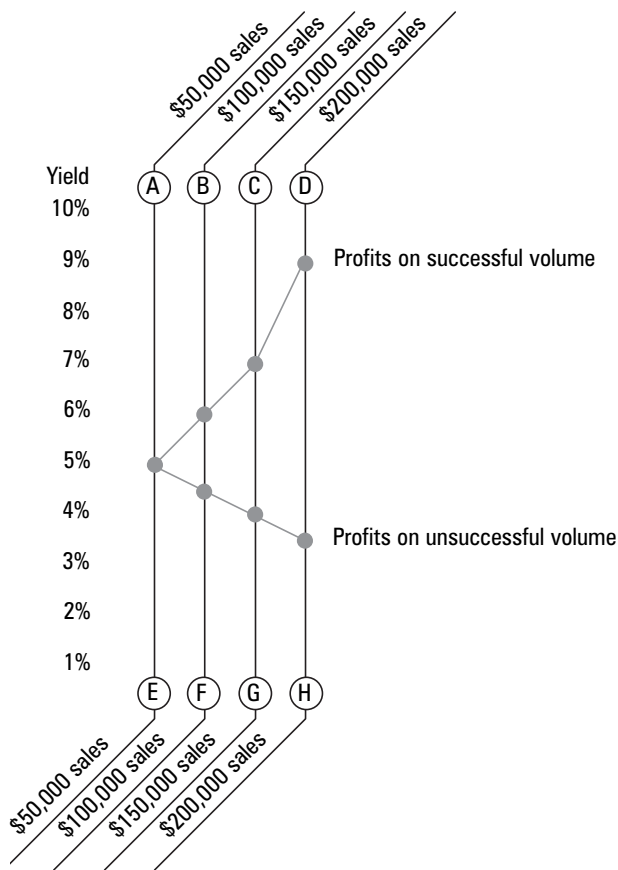 $50,000 sales
$100,000 sales
$150,000 sales
$200,000 sales
Yield
A
B
C
D
10%
9%
Profits on successful volume
8%
7%
6%
5%
4%
Profits on unsuccessful volume
3%
2%
1%
E
F
G
H
$50,000 sales
$100,000 sales
$150,000 sales
$200,000 sales